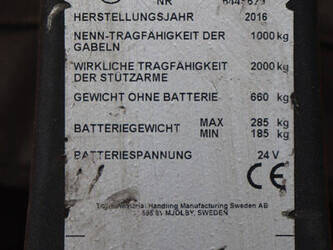 NR
HERSTELLUNGSJAHR 2016
NENN-TRAGFÄHIGKEIT DER 1000 kg
GABELN
WIRKLICHE TRAGFÄHIGKEIT 2000 kg
DER STÜTZARME
GEWICHT OHNE BATTERIE 660 kg
BATTERIEGEWICHT MAX 285 kg
MIN 185 kg
BATTERIESPANNUNG 24 V
CE
Handling Manufacturing Sweden AB
MJÖLBY, SWEDEN